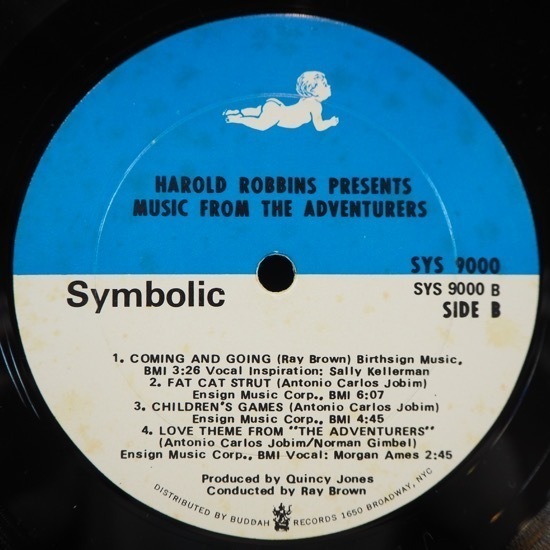 HAROLD ROBBINS PRESENTS
MUSIC FROM THE ADVENTURERS
SYS 9000
Symbolic
SYS 9000 B
SIDE B
1. COMING AND GOING (Ray Brown) Birthsign Music.
BMI 3:26 Vocal Inspiration: Sally Kellerman
2. FAT CAT STRUT (Antonio Carlos Jobim)
Ensign Music Corp., BMI 6:07
3. CHILDREN'S GAMES (Antonio Carlos Jobim)
Ensign Music Corp., BMI 4:45
4. LOVE THEME FROM "THE ADVENTURERS"
(Antonio Carlos Jobim/Norman Gimbel)
Ensign Music Corp., BMI Vocal: Morgan Ames 2:45
Produced by Quincy Jones
Conducted by Ray Brown
DISTRIBUTED BY BUDDAH RECORDS 1650 BROADWAY, NYC